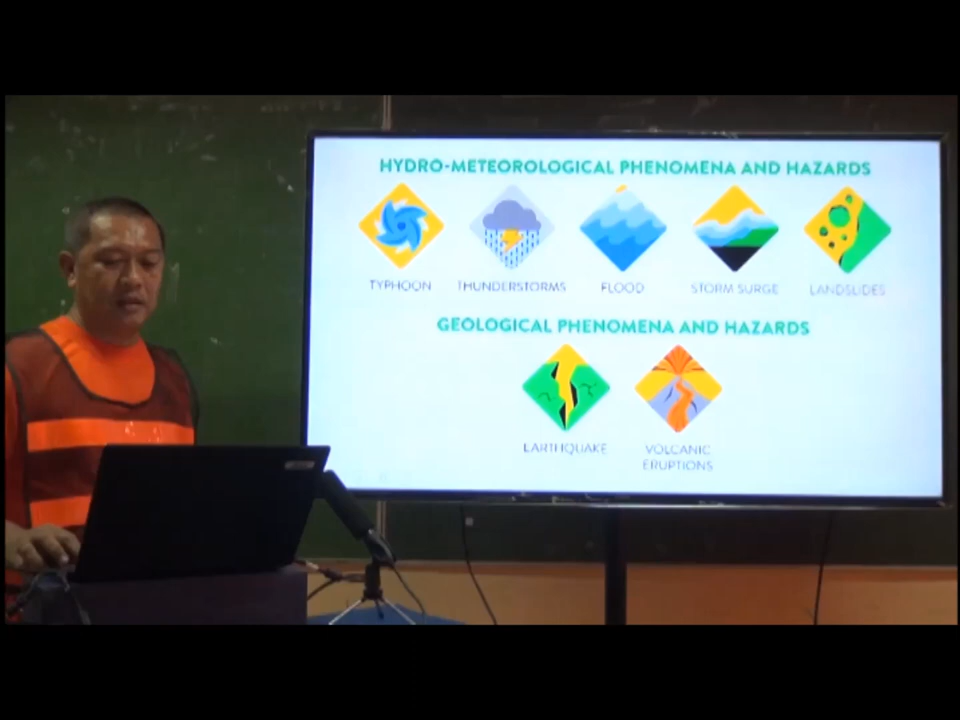 HYDRO-METEOROLOGICAL PHENOMENA AND HAZARDS
TYPHOON THUNDERSTORMS FLOOD STORM SURGE LANDSLIDES
GEOLOGICAL PHENOMENA AND HAZARDS
EARTHQUAKE VOLCANIC
ERUPTIONS